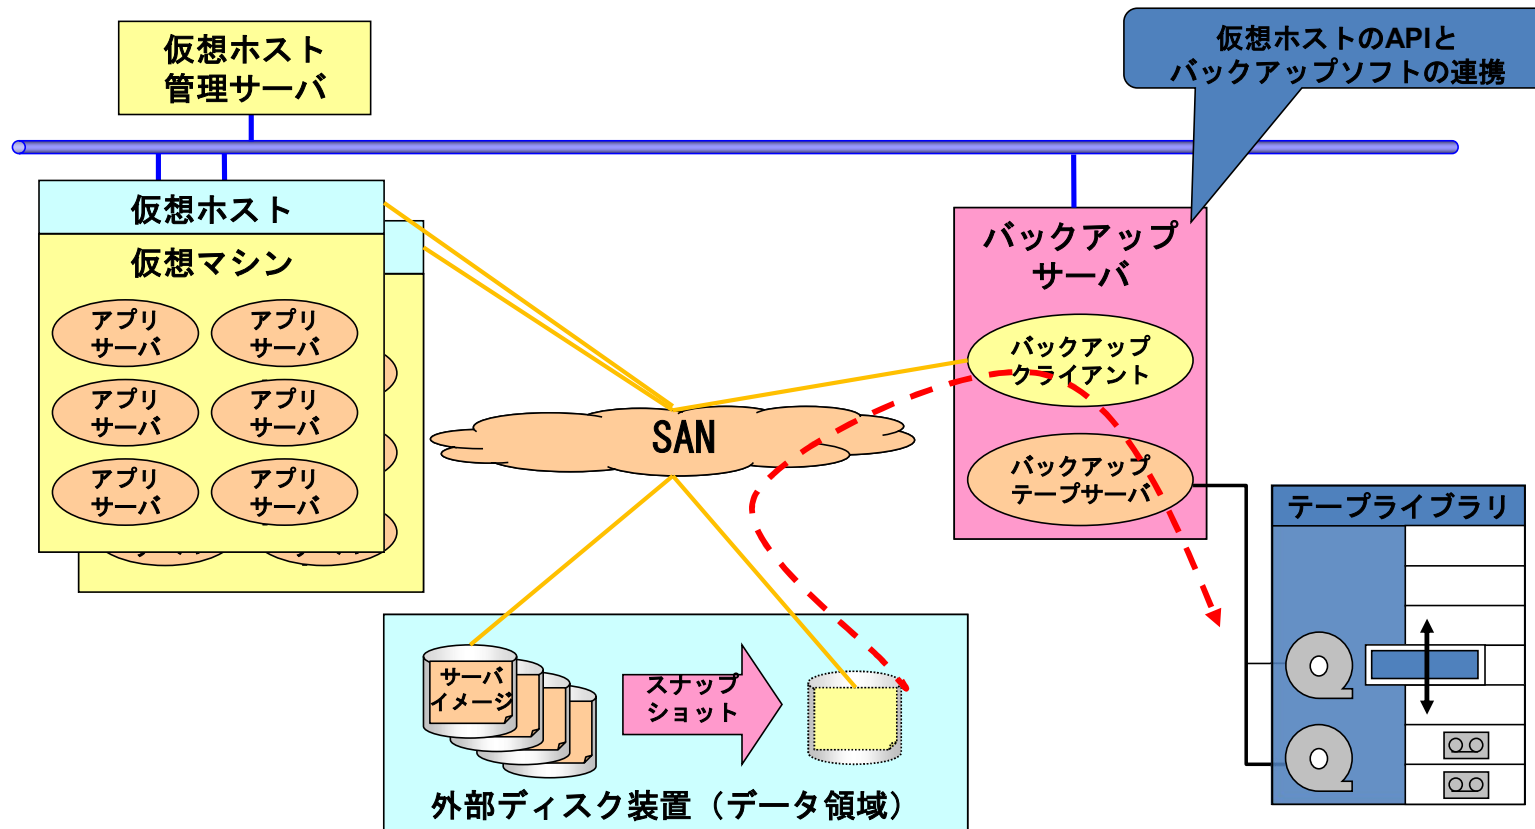 仮想ホスト
管理サーバ
仮想ホストのAPIと
バックアップソフトの連携
仮想ホスト
仮想マシン
アプリ
サーバ
アプリ
サーバ
アプリ
サーバ
アプリ
サーバ
アプリ
サーバ
アプリ
サーバ
SAN
バックアップ
サーバ
バックアップ
クライアント
バックアップ
テープサーバ
テープライブラリ
サーバ
イメージ
スナップ
ショット
外部ディスク装置（データ領域）